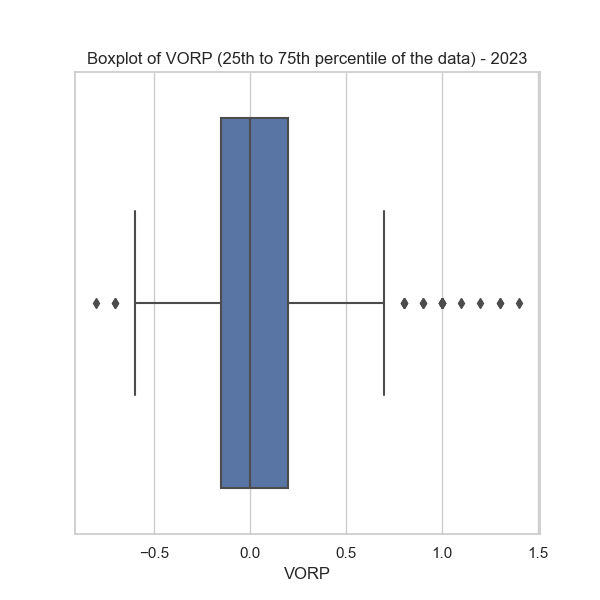 Boxplot of VORP (25th to 75th percentile of the data) - 2023
−0.5 0.0 0.5 1.0 1.5
VORP